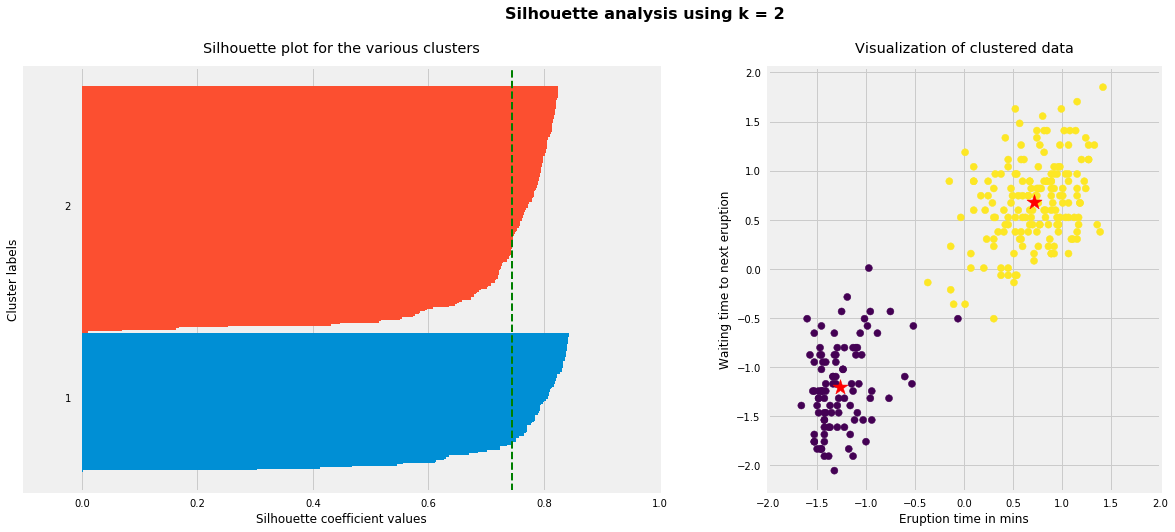 Silhouette analysis using k = 2
Silhouette plot for the various clusters
Cluster labels
2
1
0.0 0.2 0.4 0.6 0.8 1.0
Silhouette coefficient values
Visualization of clustered data
Waiting time to next eruption
2.0
1.5
1.0
0.5
0.0
−0.5
−1.0
−1.5
−2.0
−2.0 −1.5 −1.0 −0.5 0.0 0.5 1.0 1.5 2.0
Eruption time in mins